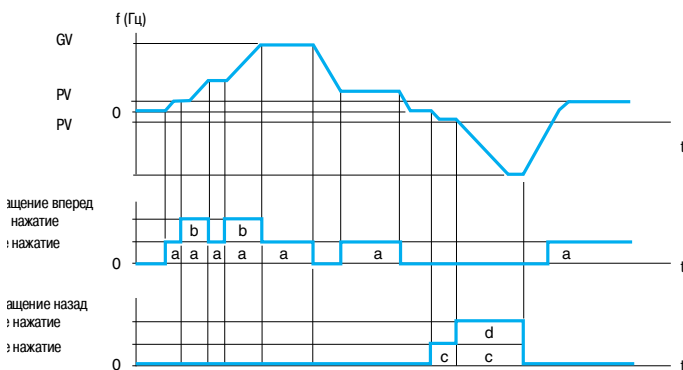 f (Гц)
GV
PV
0
PV
t
ащение вперед
нажатие
е нажатие
b b
a a a a a a a
0
t
ащение назад
е нажатие
е нажатие
d
c c
0
t